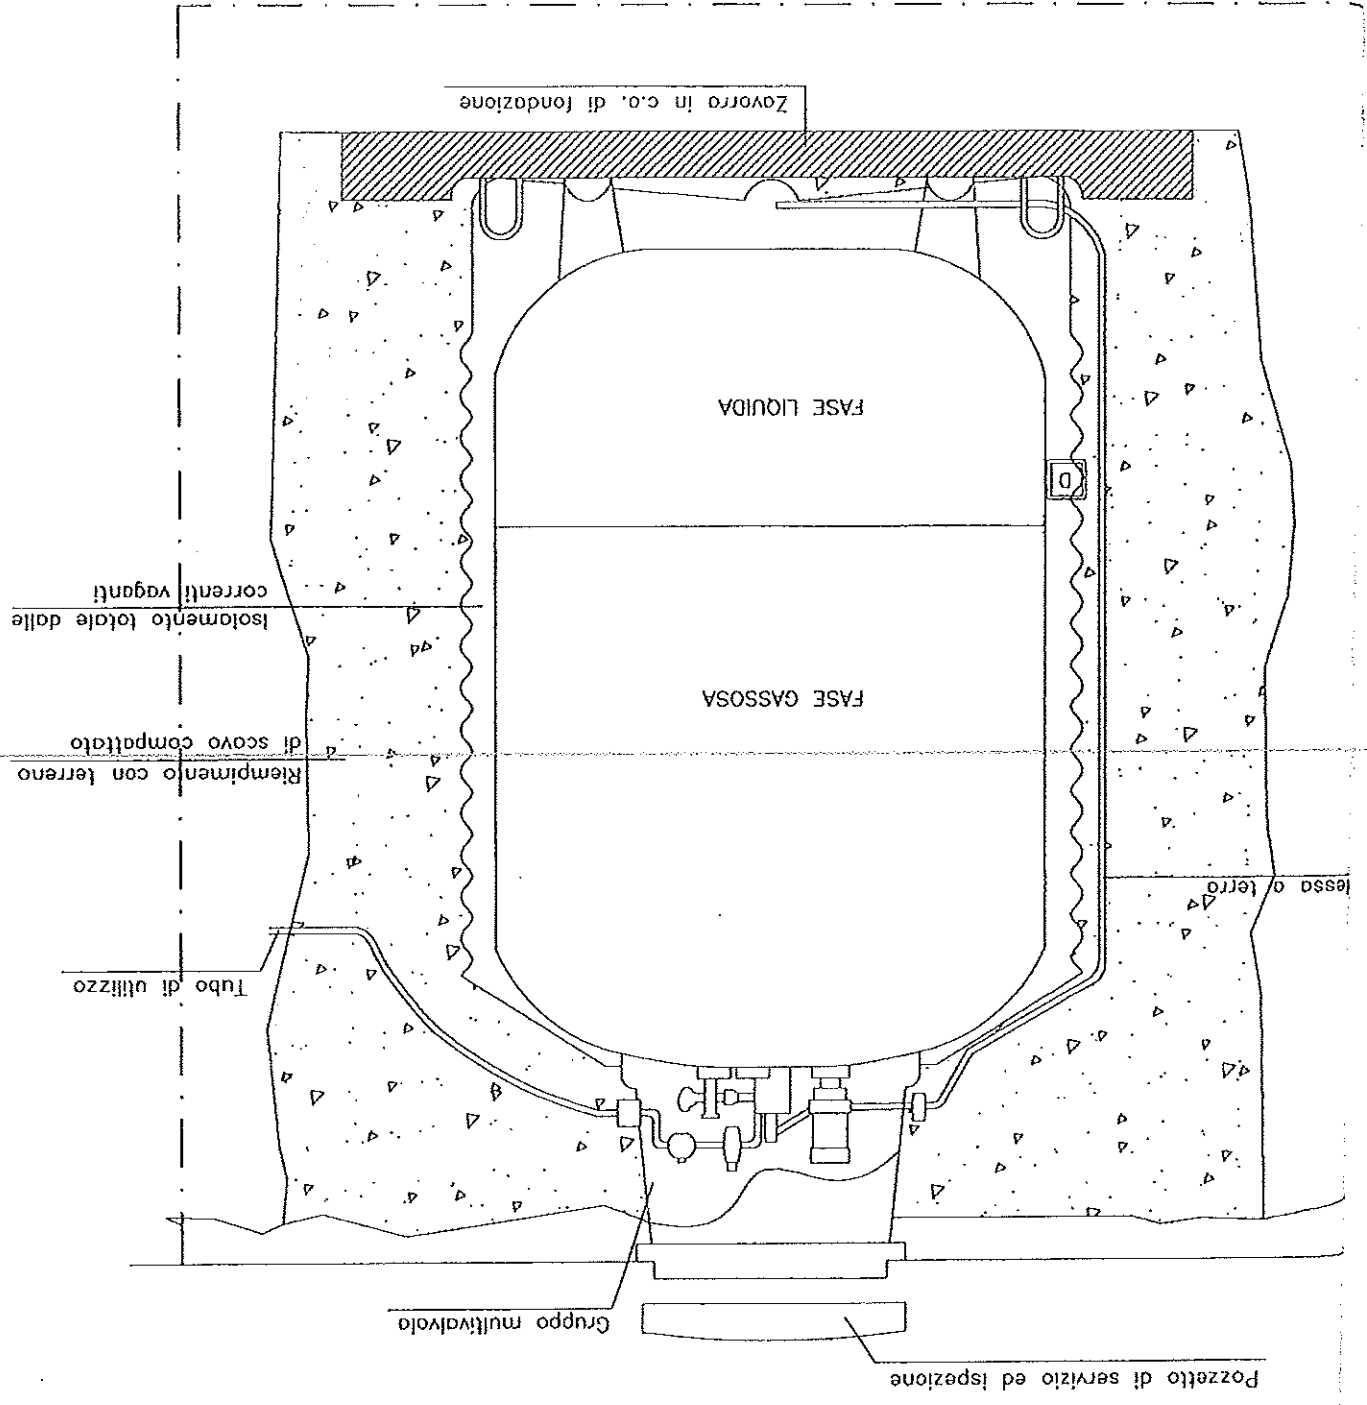 Pozzetto di servizio ed ispezione
Gruppo multivalvola
Tubo di utilizzo
Messa a terra
Riempimento con terreno
di scavo compattato
FASE GASSOSA
Isolamento totale dalle
correnti vaganti
D
FASE LIQUIDA
Zavorra in c.a. di fondazione